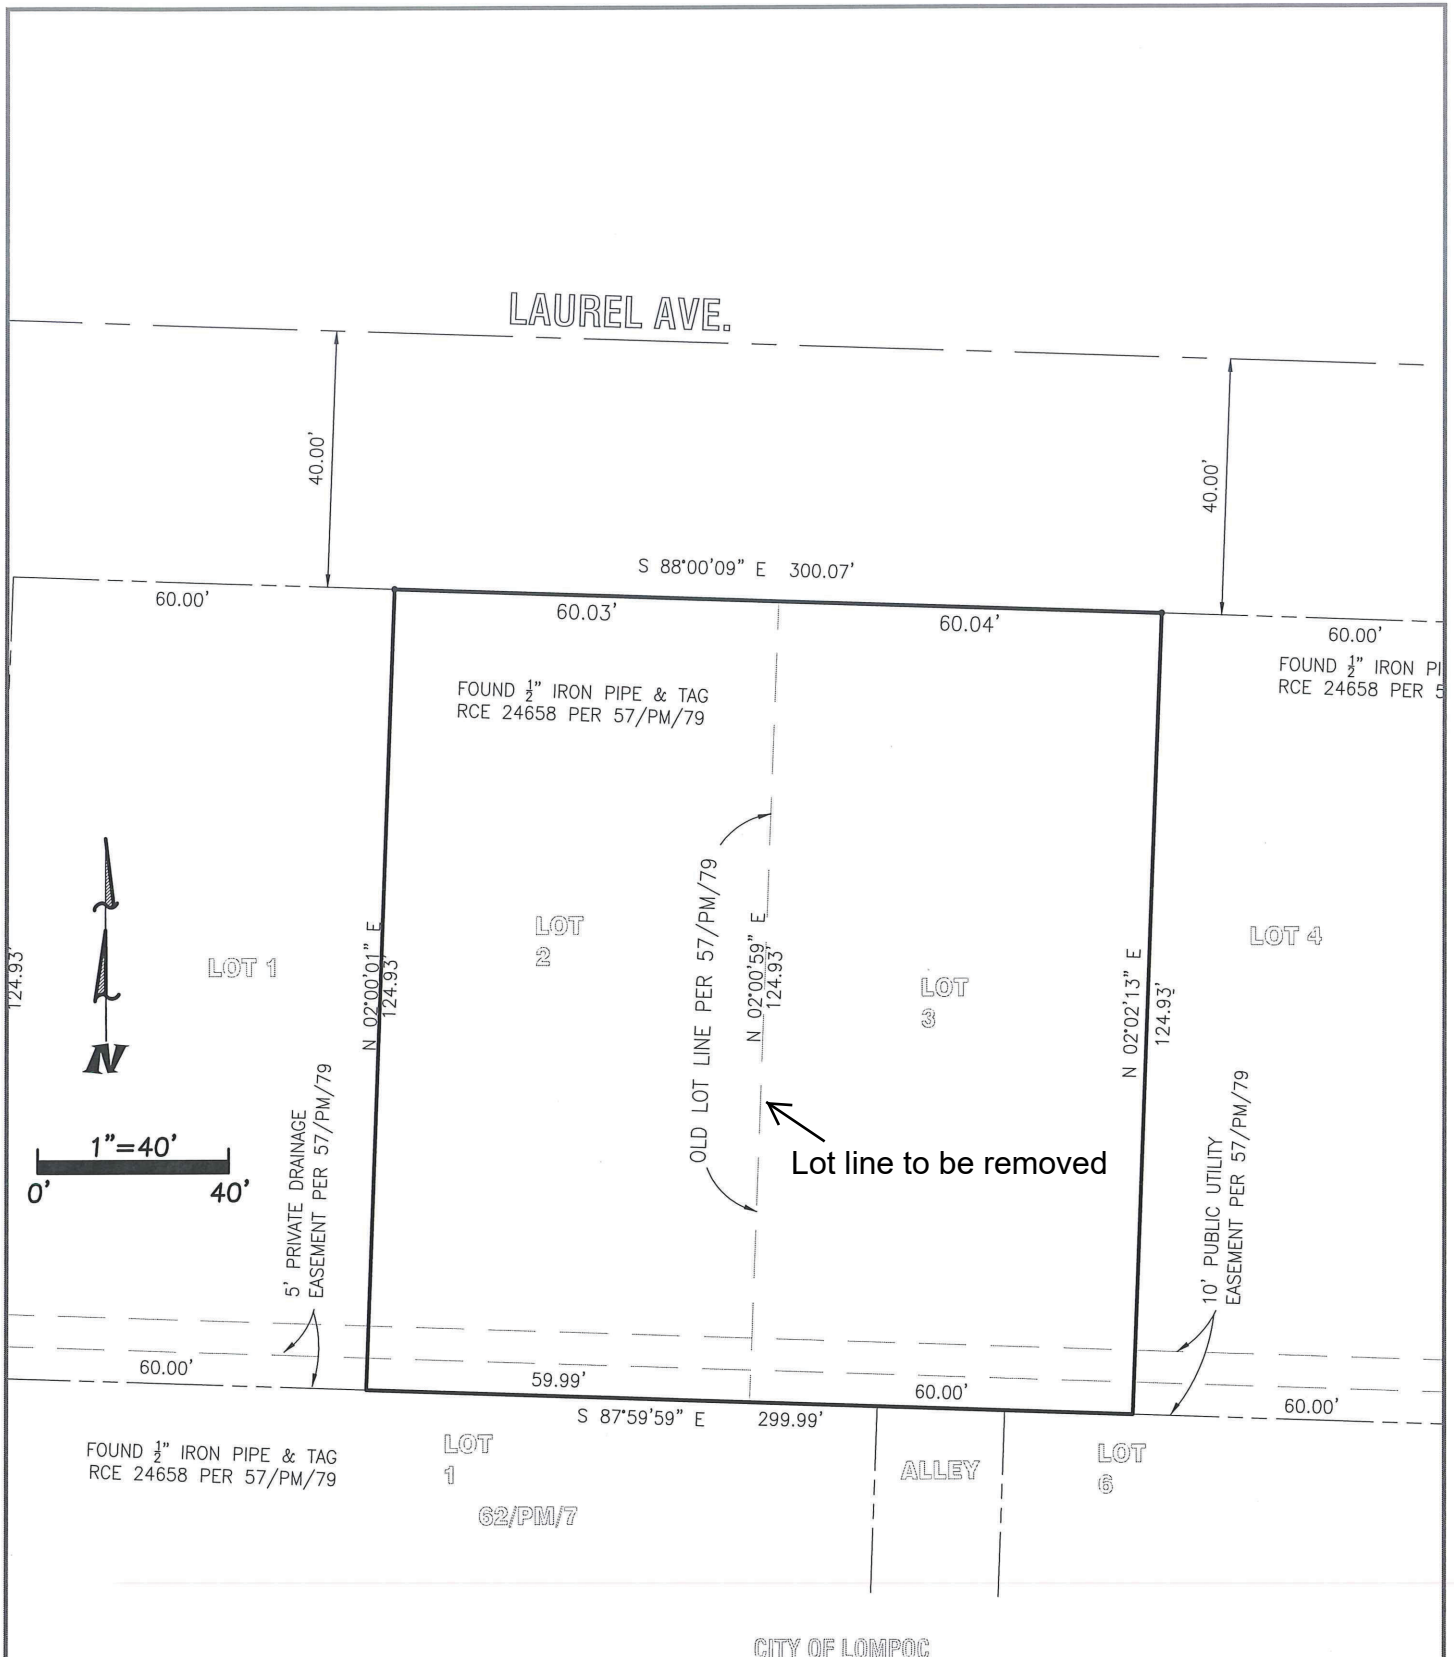 LAUREL AVE.
40.00'
40.00'
S 88°00'09" E 300.07'
60.00'
60.03'
60.04'
60.00'
FOUND ½" IRON PIPE & TAG
RCE 24658 PER 57/PM/79
FOUND ½" IRON PI
RCE 24658 PER 5
124.93'
LOT 1
N 02°00'01" E
124.93'
LOT
2
OLD LOT LINE PER 57/PM/79
N 02°00'59" E
124.93'
LOT
3
N 02°02'13" E
124.93'
LOT 4
N
1"=40'
0' 40'
Lot line to be removed
5' PRIVATE DRAINAGE
EASEMENT PER 57/PM/79
10' PUBLIC UTILITY
EASEMENT PER 57/PM/79
60.00'
59.99'
60.00'
60.00'
S 87°59'59" E 299.99'
FOUND ½" IRON PIPE & TAG
RCE 24658 PER 57/PM/79
LOT
1
62/PM/7
ALLEY
LOT
6
CITY OF LOMPOC